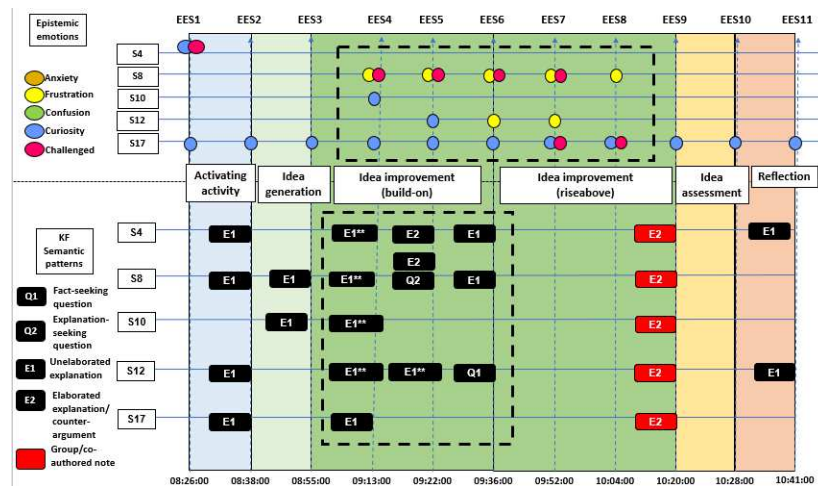 EES1 EES2 EES3 EES4 EES5 EES6 EES7 EES8 EES9 EES10 EES11
Epistemic
emotions
Anxiety
Frustration
Confusion
Curiosity
Challenged
S4
S8
S10
S12
S17
Activating
activity
Idea
generation
Idea improvement
(build-on)
Idea improvement
(riseabove)
Idea
assessment
Reflection
KF
Semantic
patterns
Q1 Fact-seeking
question
Q2 Explanation-
seeking
question
E1 Unelaborated
explanation
E2 Elaborated
explanation/
counter-
argument
Group/co-
authored note
S4 E1 E1** E2 E1 E2 E1
E2
S8 E1 E1 E1** Q2 E1 E2
S10 E1 E1** E2
S12 E1 E1** E1** Q1 E2 E1
S17 E1 E1 E2
08:26:00 08:38:00 08:55:00 09:13:00 09:22:00 09:36:00 09:52:00 10:04:00 10:20:00 10:28:00 10:41:00